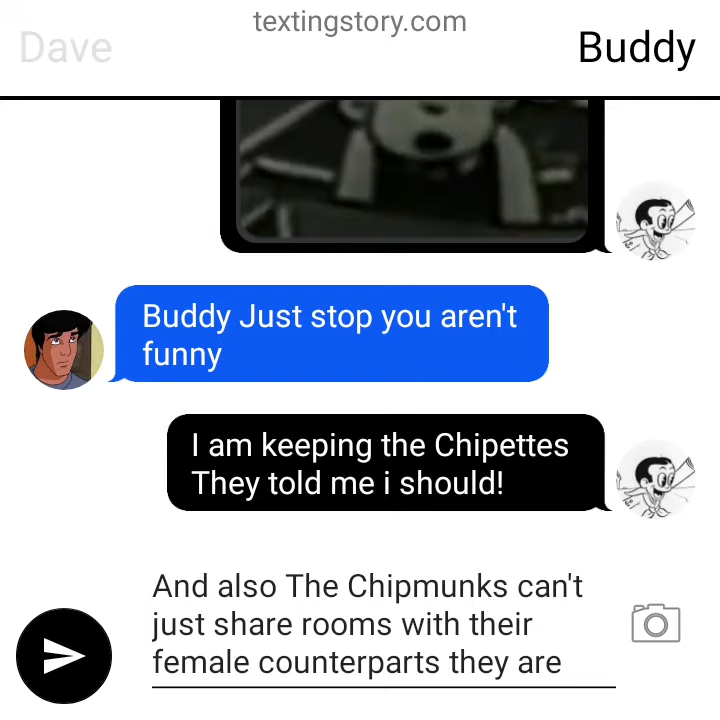 textingstory.com
Dave
Buddy
Buddy Just stop you aren't
funny
I am keeping the Chipettes
They told me i should!
And also The Chipmunks can't
just share rooms with their
female counterparts they are